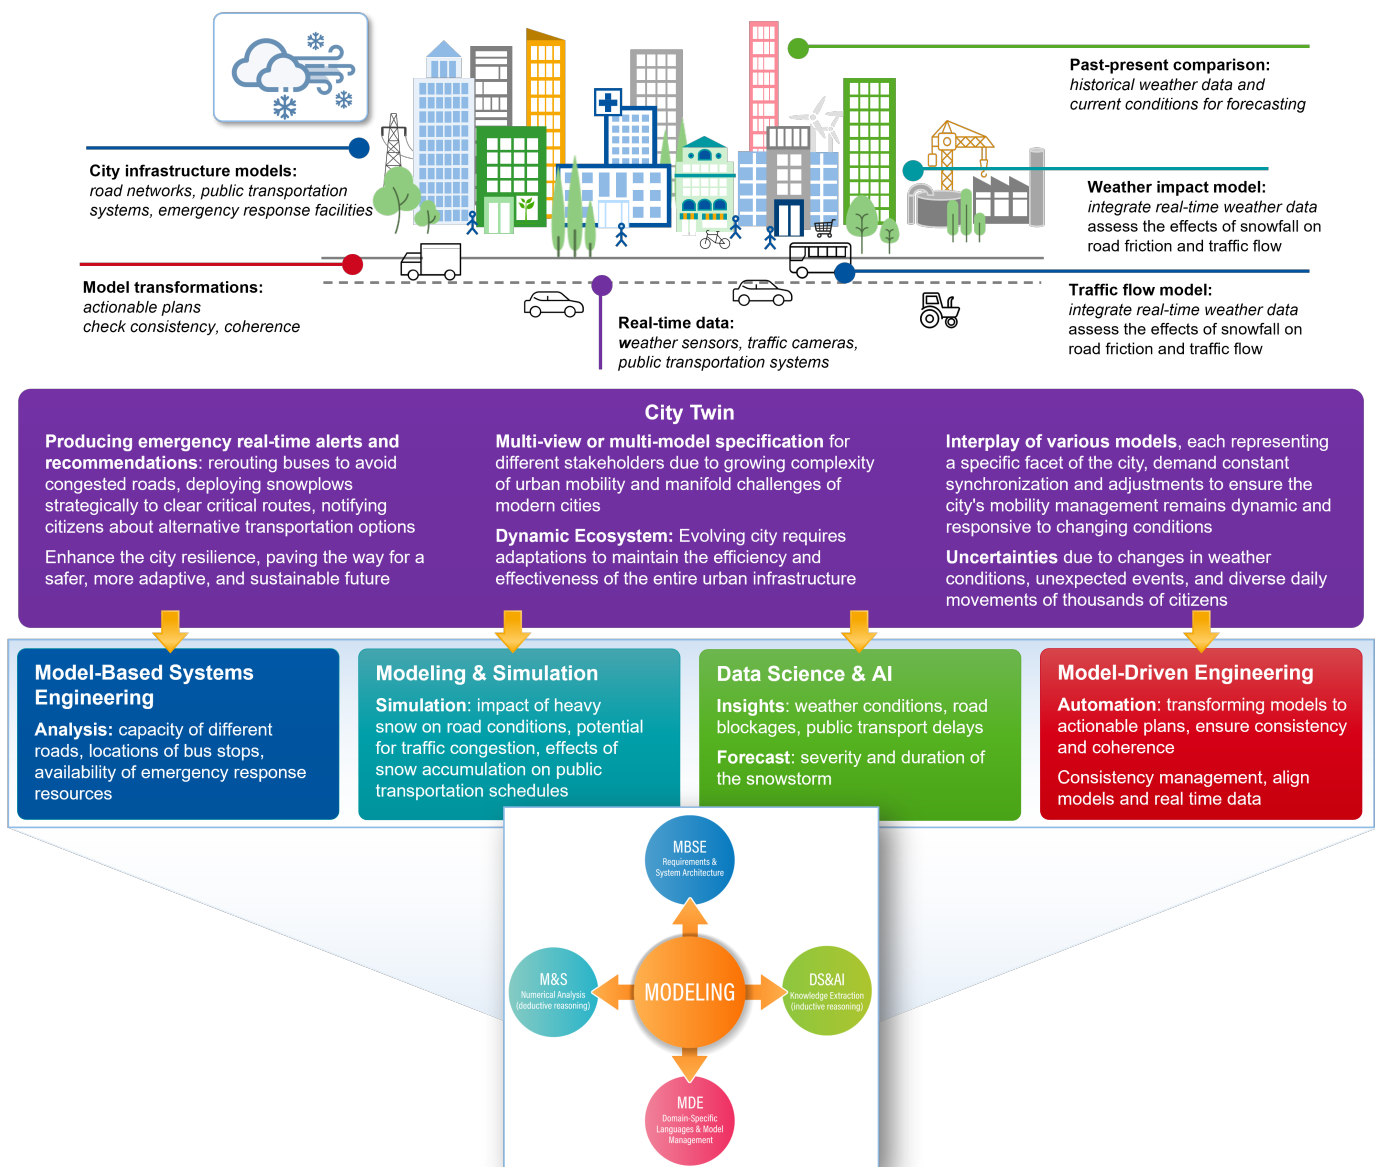 Past-present comparison:
historical weather data and
current conditions for forecasting
City infrastructure models:
road networks, public transportation
systems, emergency response facilities
Weather impact model:
integrate real-time weather data
assess the effects of snowfall on
road friction and traffic flow
Model transformations:
actionable plans
check consistency, coherence
Real-time data:
weather sensors, traffic cameras,
public transportation systems
Traffic flow model:
integrate real-time weather data
assess the effects of snowfall on
road friction and traffic flow
City Twin
Producing emergency real-time alerts and
recommendations: rerouting buses to avoid
congested roads, deploying snowplows
strategically to clear critical routes, notifying
citizens about alternative transportation options
Enhance the city resilience, paving the way for a
safer, more adaptive, and sustainable future
Multi-view or multi-model specification for
different stakeholders due to growing complexity
of urban mobility and manifold challenges of
modern cities
Dynamic Ecosystem: Evolving city requires
adaptations to maintain the efficiency and
effectiveness of the entire urban infrastructure
Interplay of various models, each representing
a specific facet of the city, demand constant
synchronization and adjustments to ensure the
city's mobility management remains dynamic and
responsive to changing conditions
Uncertainties due to changes in weather
conditions, unexpected events, and diverse daily
movements of thousands of citizens
Model-Based Systems
Engineering
Analysis: capacity of different
roads, locations of bus stops,
availability of emergency response
resources
Modeling & Simulation
Simulation: impact of heavy
snow on road conditions, potential
for traffic congestion, effects of
snow accumulation on public
transportation schedules
Data Science & AI
Insights: weather conditions, road
blockages, public transport delays
Forecast: severity and duration of
the snowstorm
Model-Driven Engineering
Automation: transforming models to
actionable plans, ensure consistency
and coherence
Consistency management, align
models and real time data
MBSE
Requirements &
System Architecture
M&S
Numerical Analysis
(deductive reasoning)
MODELING
DS&AI
Knowledge Extraction
(inductive reasoning)
MDE
Domain-Specific
Languages & Model
Management